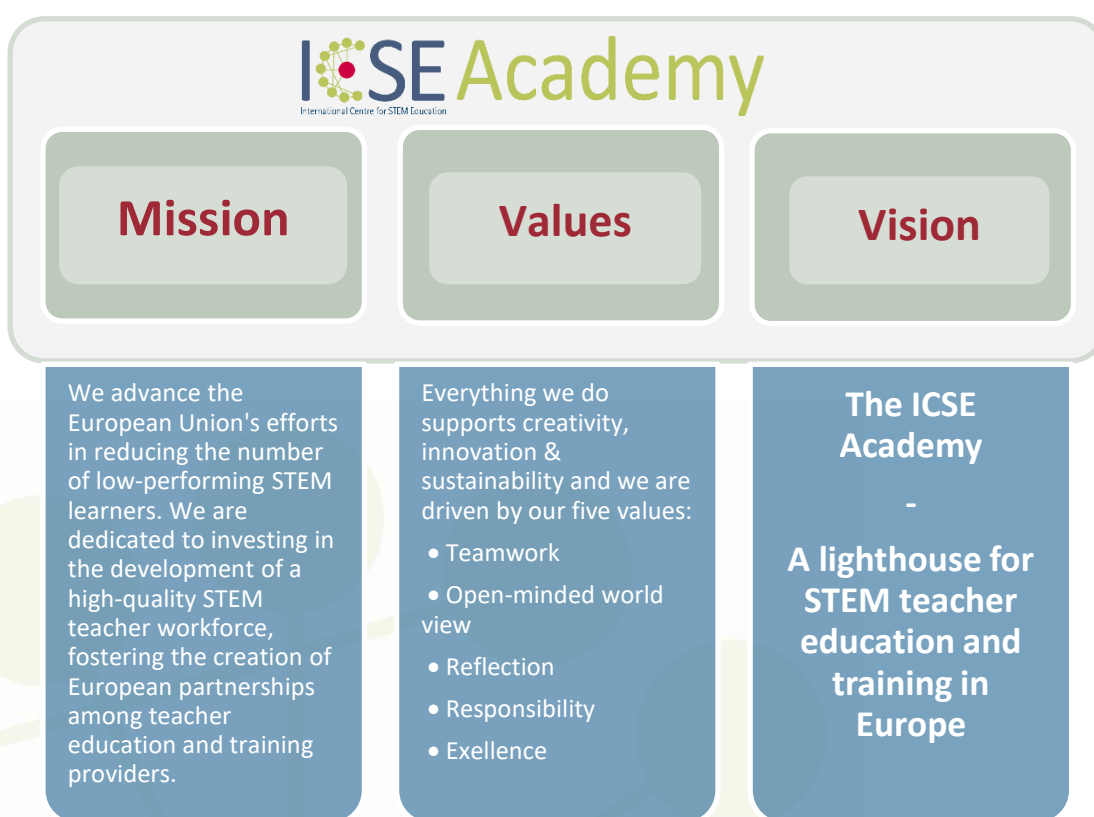 ICSE Academy
International Centre for STEM Education
Mission
Values
Vision
We advance the
European Union's efforts
in reducing the number
of low-performing STEM
learners. We are
dedicated to investing in
the development of a
high-quality STEM
teacher workforce,
fostering the creation of
European partnerships
among teacher
education and training
providers.
Everything we do
supports creativity,
innovation &
sustainability and we are
driven by our five values:
• Teamwork
• Open-minded world
view
• Reflection
• Responsibility
• Exellence
The ICSE
Academy
-
A lighthouse for
STEM teacher
education and
training in
Europe